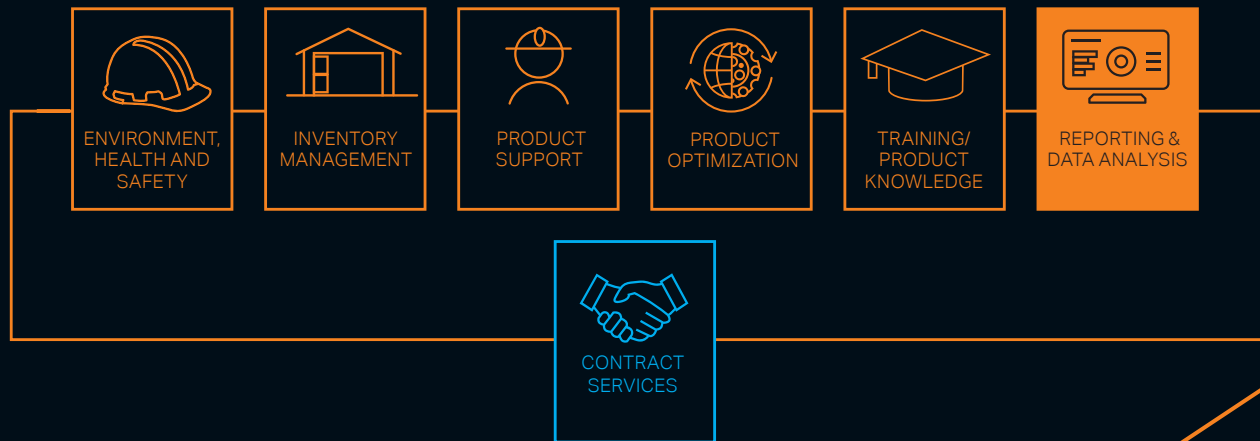 ENVIRONMENT,
HEALTH AND
SAFETY
INVENTORY
MANAGEMENT
PRODUCT
SUPPORT
PRODUCT
OPTIMIZATION
TRAINING/
PRODUCT
KNOWLEDGE
REPORTING &
DATA ANALYSIS
CONTRACT
SERVICES